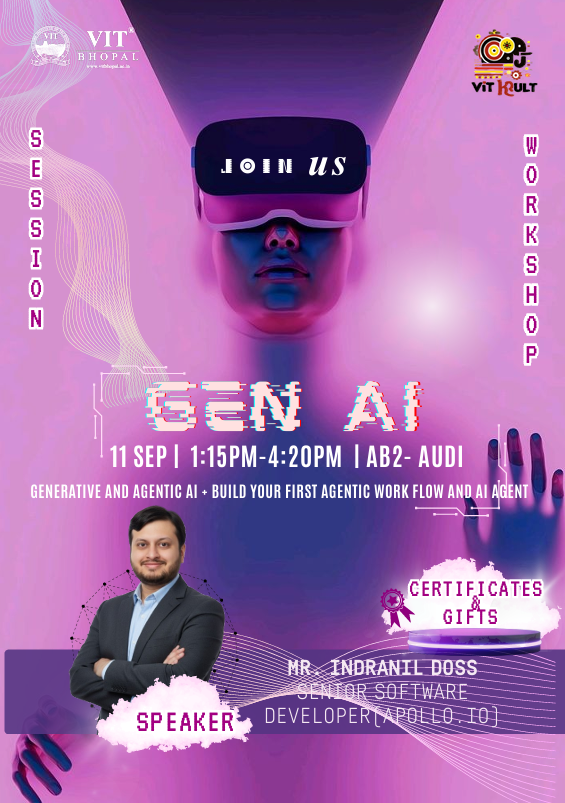 VIT
VIT®
BHOPAL
www.vitbhopal.ac.in
VIT KULT
SESSION
WORKSHOP
JOIN US
GEN AI
11 SEP | 1:15PM-4:20PM | AB2- AUDI
GENERATIVE AND AGENTIC AI + BUILD YOUR FIRST AGENTIC WORK FLOW AND AI AGENT
CERTIFICATES
&
GIFTS
MR. INDRANIL DOSS
SENIOR SOFTWARE
DEVELOPER(APOLLO.IO)
SPEAKER